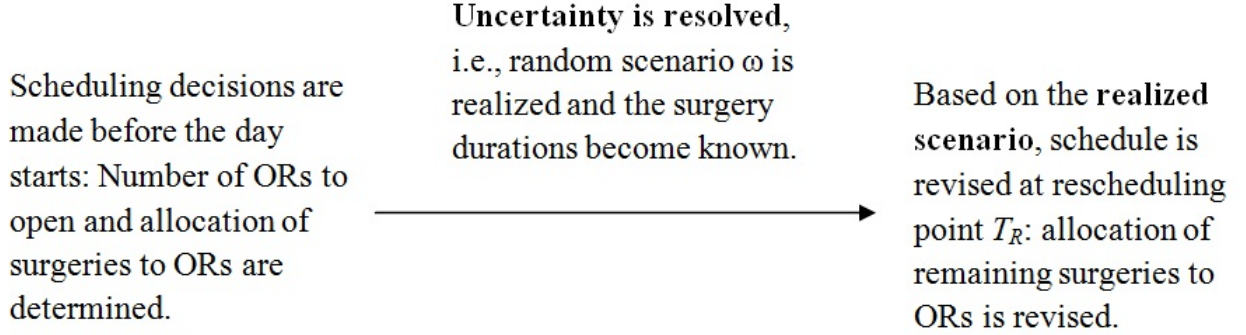 Scheduling decisions are
made before the day
starts: Number of ORs to
open and allocation of
surgeries to ORs are
determined.
Uncertainty is resolved,
i.e., random scenario ω is
realized and the surgery
durations become known.
Based on the realized
scenario, schedule is
revised at rescheduling
point T_R: allocation of
remaining surgeries to
ORs is revised.